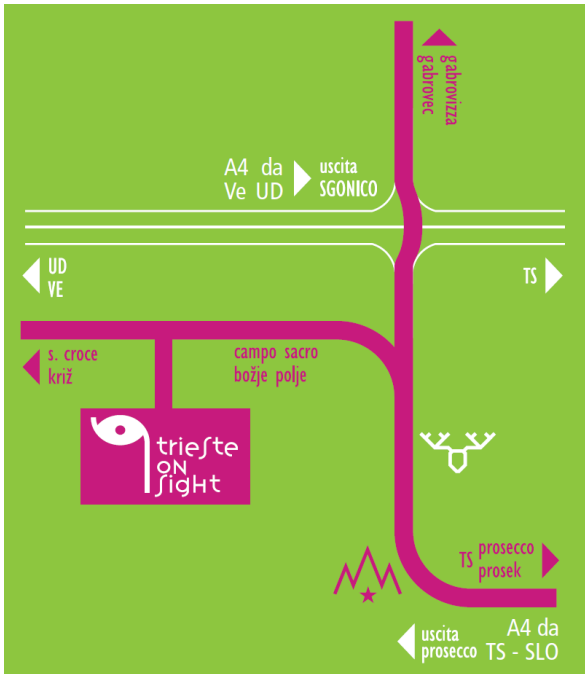 gabrovizza
gabrovec
A4 da
Ve UD
uscita
SGONICO
UD
VE
TS
s. croce
križ
campo sacro
božje polje
trieste
ON
sight
TS
prosecco
prosek
uscita
prosecco
A4 da
TS - SLO